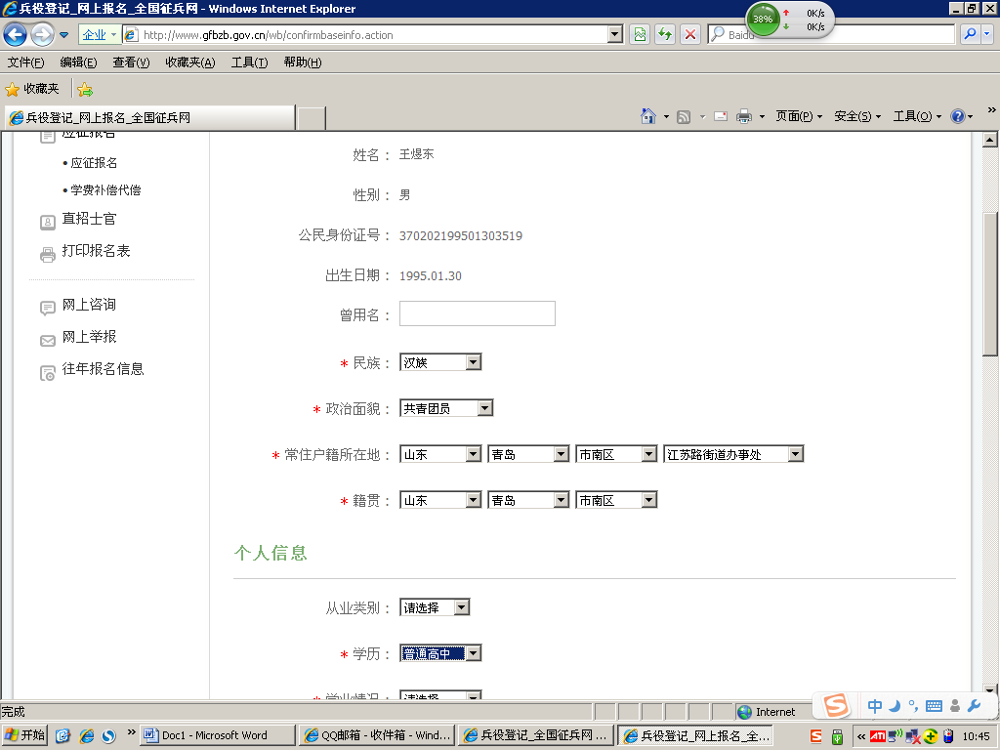 兵役登记_网上报名_全国征兵网 - Windows Internet Explorer
38%
0K/s
0K/s
企业
http://www.gfbzb.gov.cn/wb/confirmbaseinfo.action
Baid
文件(F) 编辑(E) 查看(V) 收藏夹(A) 工具(T) 帮助(H)
收藏夹
兵役登记_网上报名_全国征兵网
页面(P) 安全(S) 工具(O)
应征报名
•应征报名
•学费补偿代偿
直招士官
打印报名表
网上咨询
网上举报
往年报名信息
姓名： 王煜东
性别： 男
公民身份证号： 370202199501303519
出生日期： 1995.01.30
曾用名：
* 民族： 汉族
* 政治面貌： 共青团员
* 常住户籍所在地： 山东 青岛 市南区 江苏路街道办事处
* 籍贯： 山东 青岛 市南区
个人信息
从业类别： 请选择
* 学历： 普通高中
* 学业情况： 请选择
完成
Internet
中
开始
Doc1 - Microsoft Word
QQ邮箱 - 收件箱 - Wind...
兵役登记_全国征兵网 ...
兵役登记_网上报名_全...
ATI
10:45